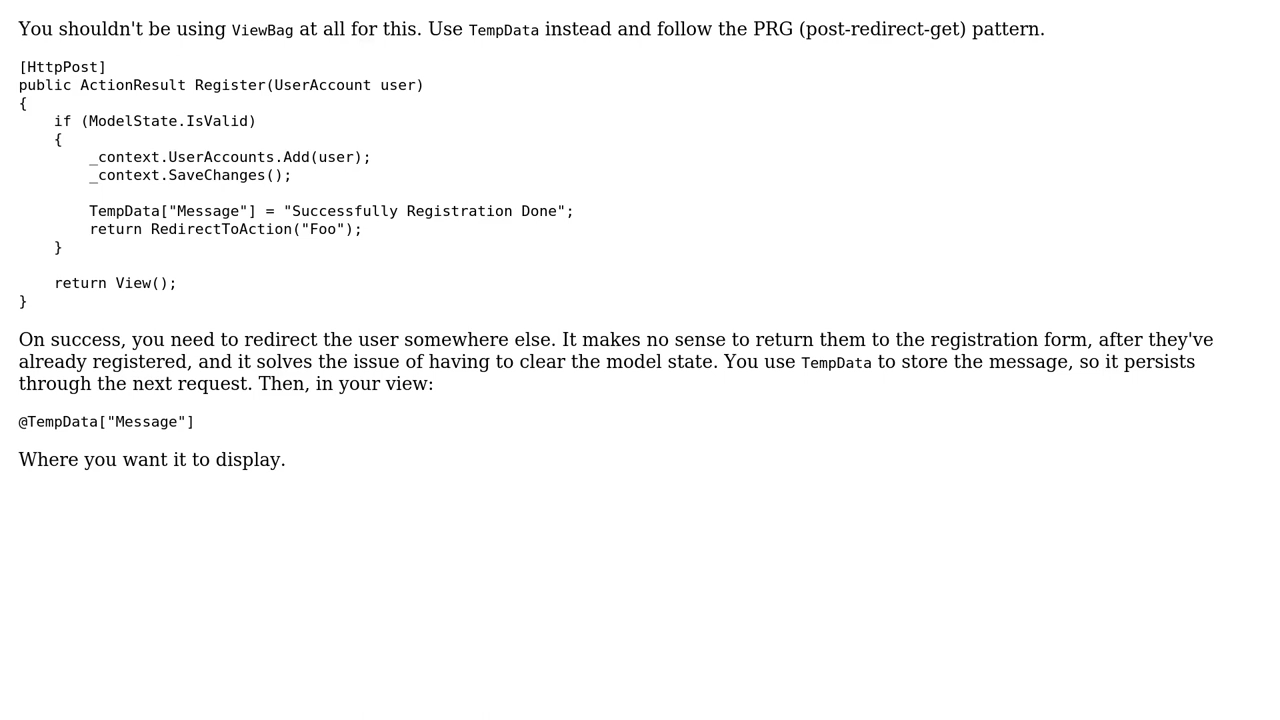 You shouldn't be using ViewBag at all for this. Use TempData instead and follow the PRG (post-redirect-get) pattern.
[HttpPost]
public ActionResult Register(UserAccount user)
{
    if (ModelState.IsValid)
    {
        _context.UserAccounts.Add(user);
        _context.SaveChanges();
        TempData["Message"] = "Successfully Registration Done";
        return RedirectToAction("Foo");
    }
    return View();
}
On success, you need to redirect the user somewhere else. It makes no sense to return them to the registration form, after they've
already registered, and it solves the issue of having to clear the model state. You use TempData to store the message, so it persists
through the next request. Then, in your view:
@TempData["Message"]
Where you want it to display.